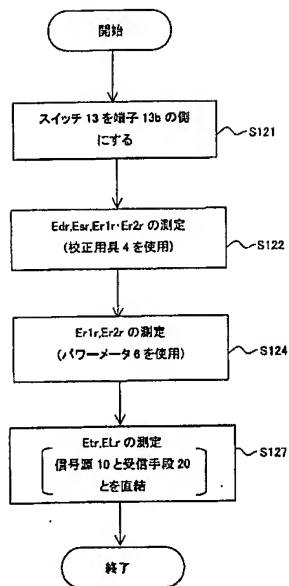 開始
スイッチ 13 を端子 13b の側
にする
S121
Edr,Esr,Er1r・Er2r の測定
(校正用具 4 を使用)
S122
Er1r,Er2r の測定
(パワーメータ 6 を使用)
S124
Etr,ELr の測定
信号源 10 と受信手段 20
とを直結
S127
終了